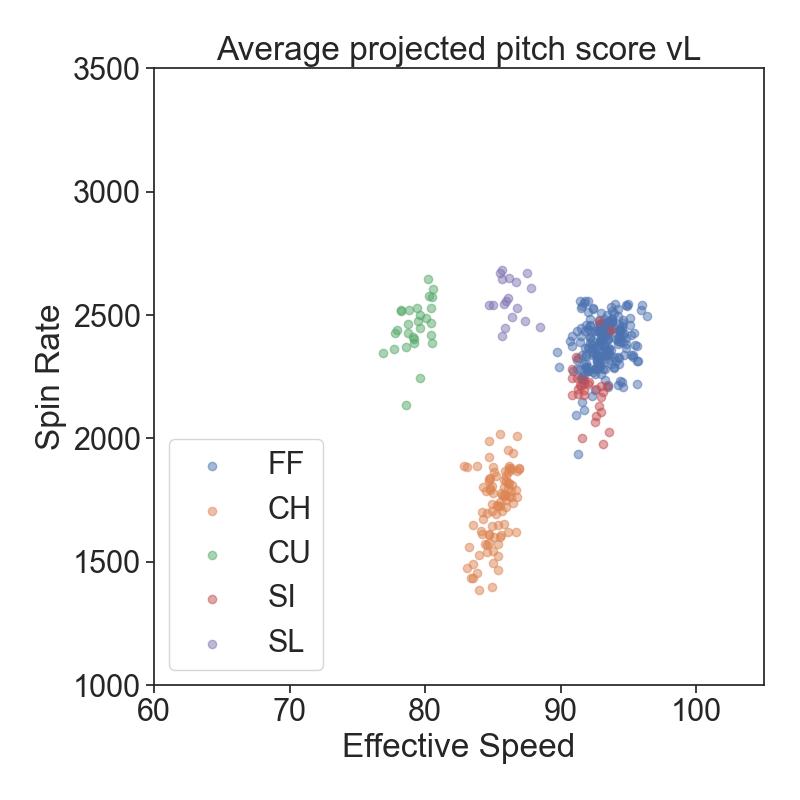 Average projected pitch score vL
3500
3000
2500
2000
1500
1000
Spin Rate
FF
CH
CU
SI
SL
60 70 80 90 100
Effective Speed